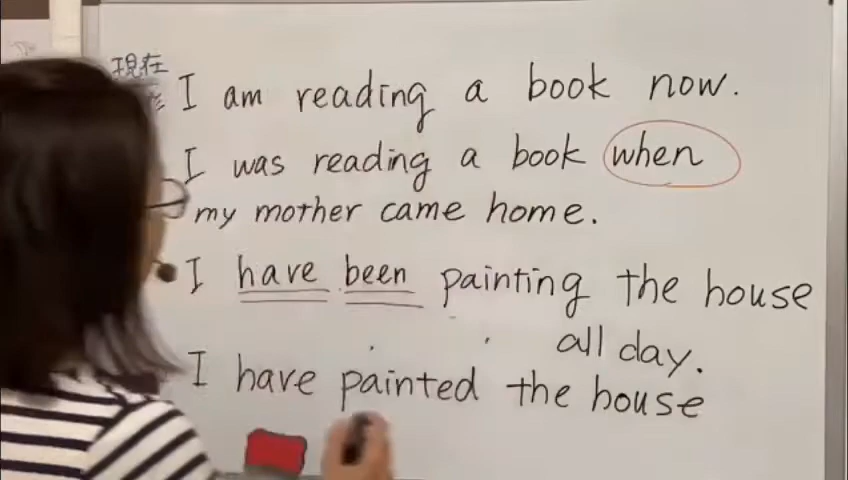 現在
I am reading a book now.
I was reading a book when
my mother came home.
I have been painting the house
all day.
I have painted the house